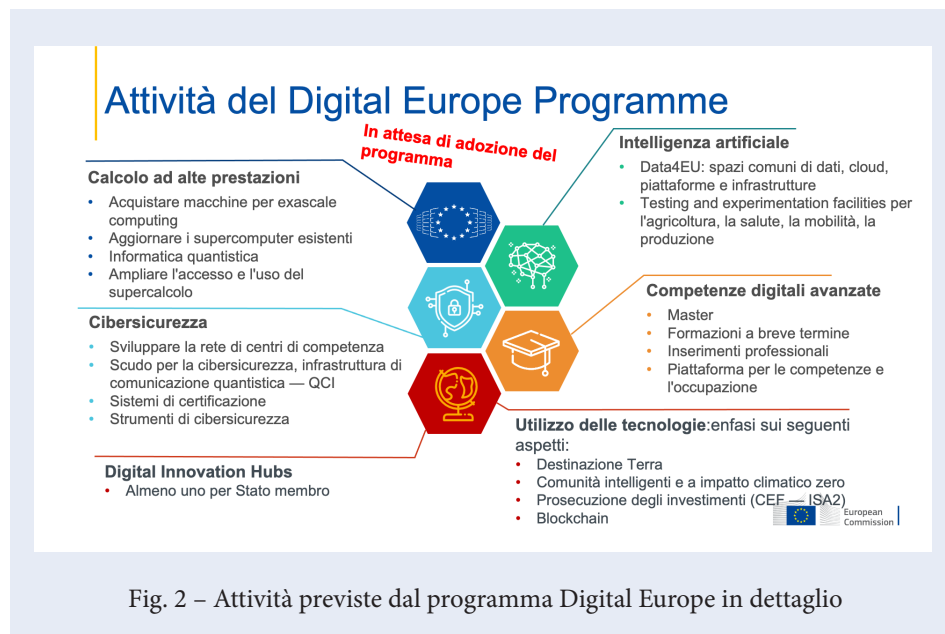 Attività del Digital Europe Programme
In attesa di adozione del
programma
Calcolo ad alte prestazioni
• Acquistare macchine per exascale
computing
• Aggiornare i supercomputer esistenti
• Informatica quantistica
• Ampliare l'accesso e l'uso del
supercalcolo
Cibersicurezza
• Sviluppare la rete di centri di competenza
• Scudo per la cibersicurezza, infrastruttura di
comunicazione quantistica — QCI
• Sistemi di certificazione
• Strumenti di cibersicurezza
Digital Innovation Hubs
• Almeno uno per Stato membro
Intelligenza artificiale
• Data4EU: spazi comuni di dati, cloud,
piattaforme e infrastrutture
• Testing and experimentation facilities per
l'agricoltura, la salute, la mobilità, la
produzione
Competenze digitali avanzate
• Master
• Formazioni a breve termine
• Inserimenti professionali
• Piattaforma per le competenze e
l'occupazione
Utilizzo delle tecnologie:enfasi sui seguenti
aspetti:
• Destinazione Terra
• Comunità intelligenti e a impatto climatico zero
• Prosecuzione degli investimenti (CEF — ISA2)
• Blockchain
European
Commission
Fig. 2 – Attività previste dal programma Digital Europe in dettaglio